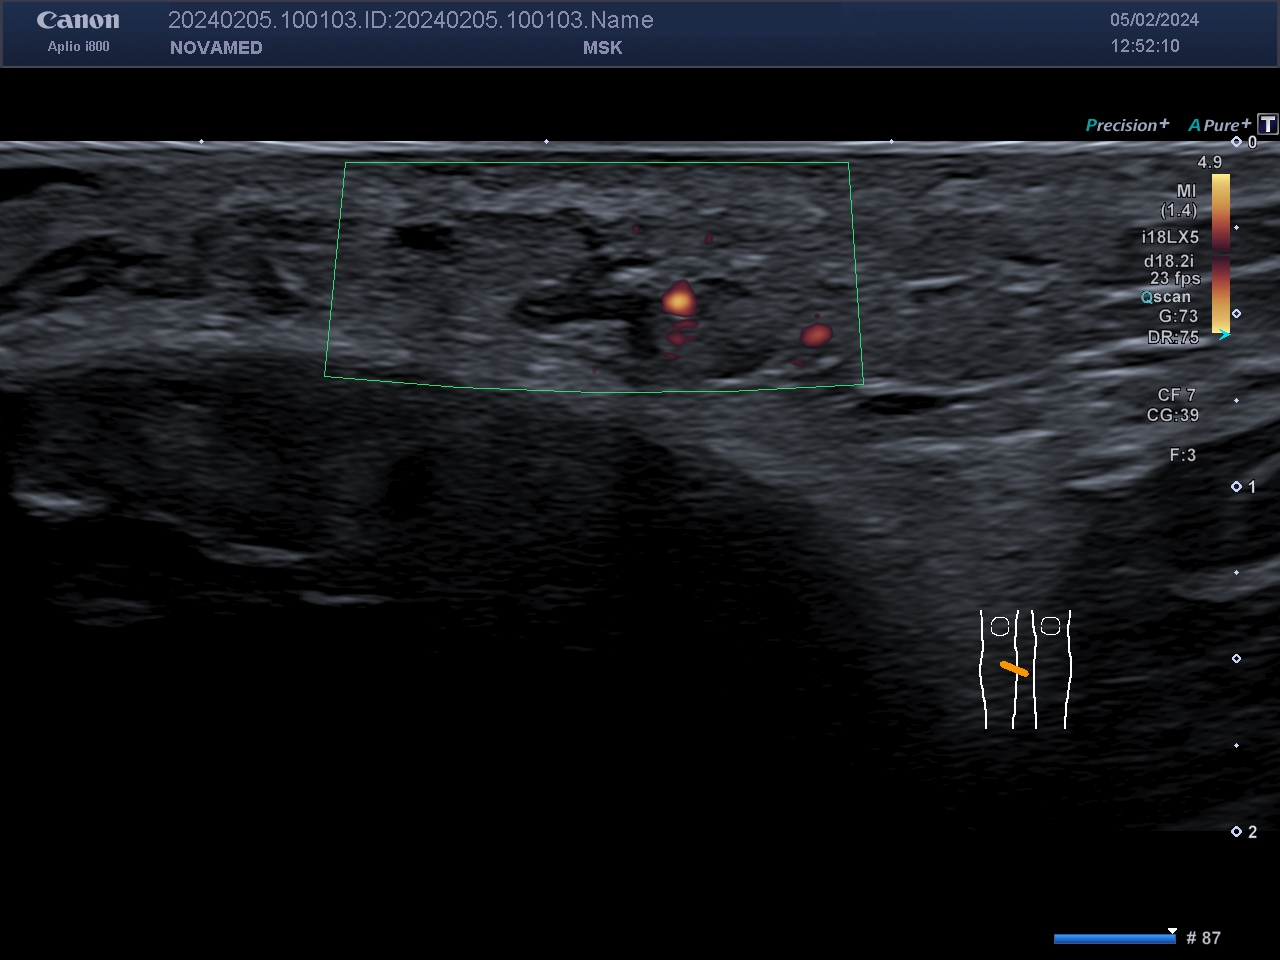 Canon
20240205.100103.ID:20240205.100103.Name
05/02/2024
Aplio i800
NOVAMED
MSK
12:52:10
Precision+
A Pure+
T
0
4.9
MI
(1.4)
i18LX5
d18.2i
23 fps
Qscan
G:73
DR:75
CF 7
CG:39
F:3
1
2
# 87